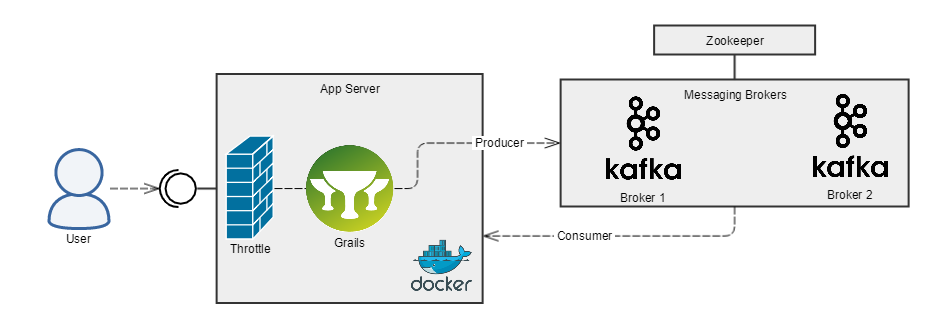 Zookeeper
App Server
Messaging Brokers
kafka
kafka
Producer
Broker 1
Broker 2
User
Throttle
Grails
Consumer
docker